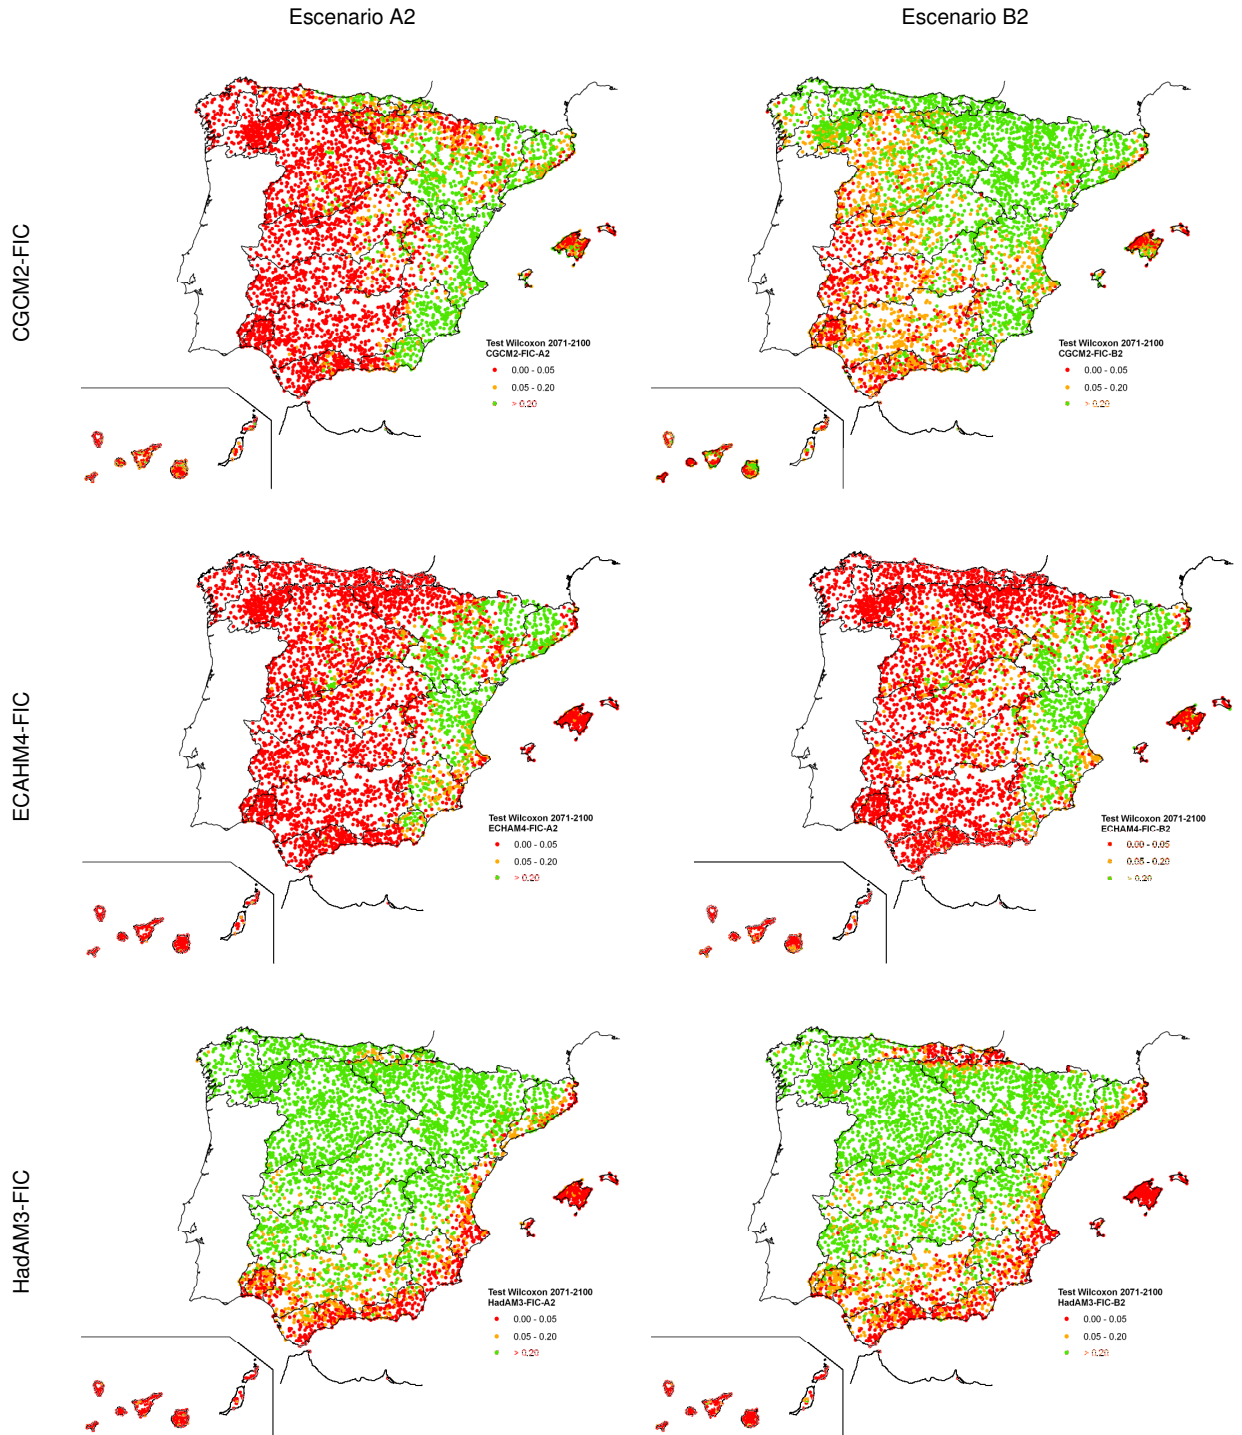 Escenario A2
Escenario B2
CGCM2-FIC
Test Wilcoxon 2071-2100
CGCM2-FIC-A2
0.00 - 0.05
0.05 - 0.20
> 0.20
Test Wilcoxon 2071-2100
CGCM2-FIC-B2
0.00 - 0.05
0.05 - 0.20
> 0.20
ECAHM4-FIC
Test Wilcoxon 2071-2100
ECHAM4-FIC-A2
0.00 - 0.05
0.05 - 0.20
> 0.20
Test Wilcoxon 2071-2100
ECHAM4-FIC-B2
0.00 - 0.05
0.05 - 0.20
> 0.20
HadAM3-FIC
Test Wilcoxon 2071-2100
HadAM3-FIC-A2
0.00 - 0.05
0.05 - 0.20
> 0.20
Test Wilcoxon 2071-2100
HadAM3-FIC-B2
0.00 - 0.05
0.05 - 0.20
> 0.20